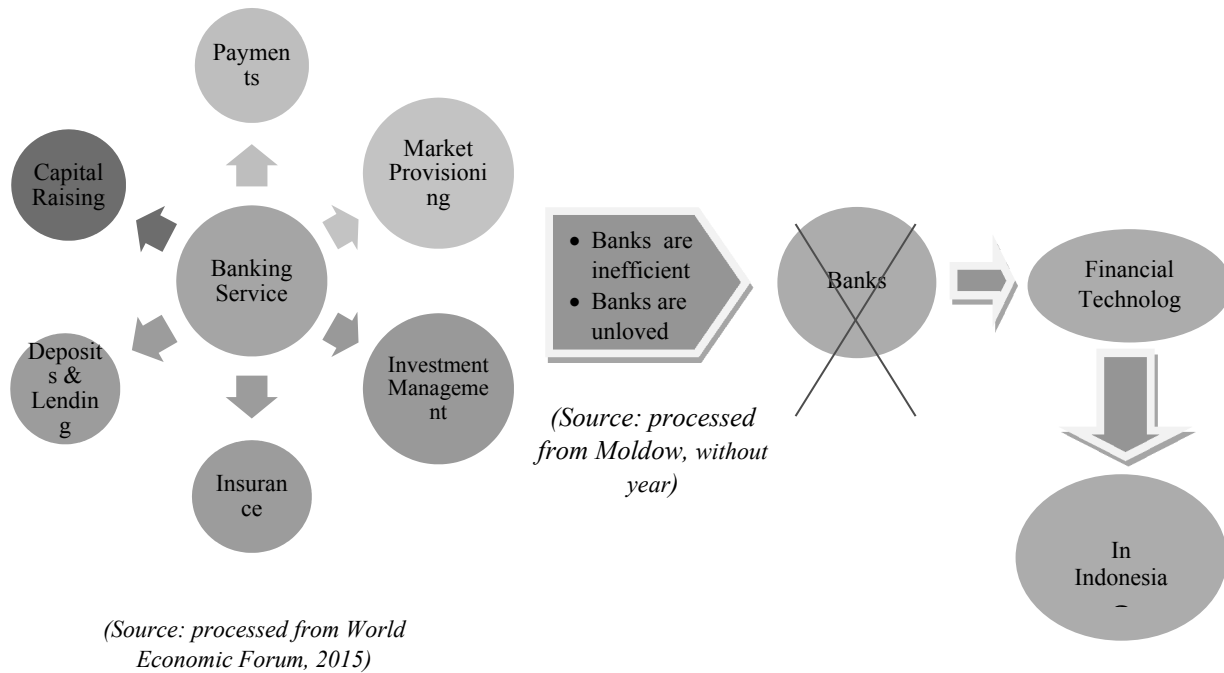 Paymen
ts
Market
Provisioni
ng
Capital
Raising
Banking
Service
Deposit
s &
Lendin
g
Investment
Manageme
nt
Insuran
ce
(Source: processed from World
Economic Forum, 2015)
• Banks are
inefficient
• Banks are
unloved
(Source: processed
from Moldow, without
year)
Banks
Financial
Technolog
In
Indonesia